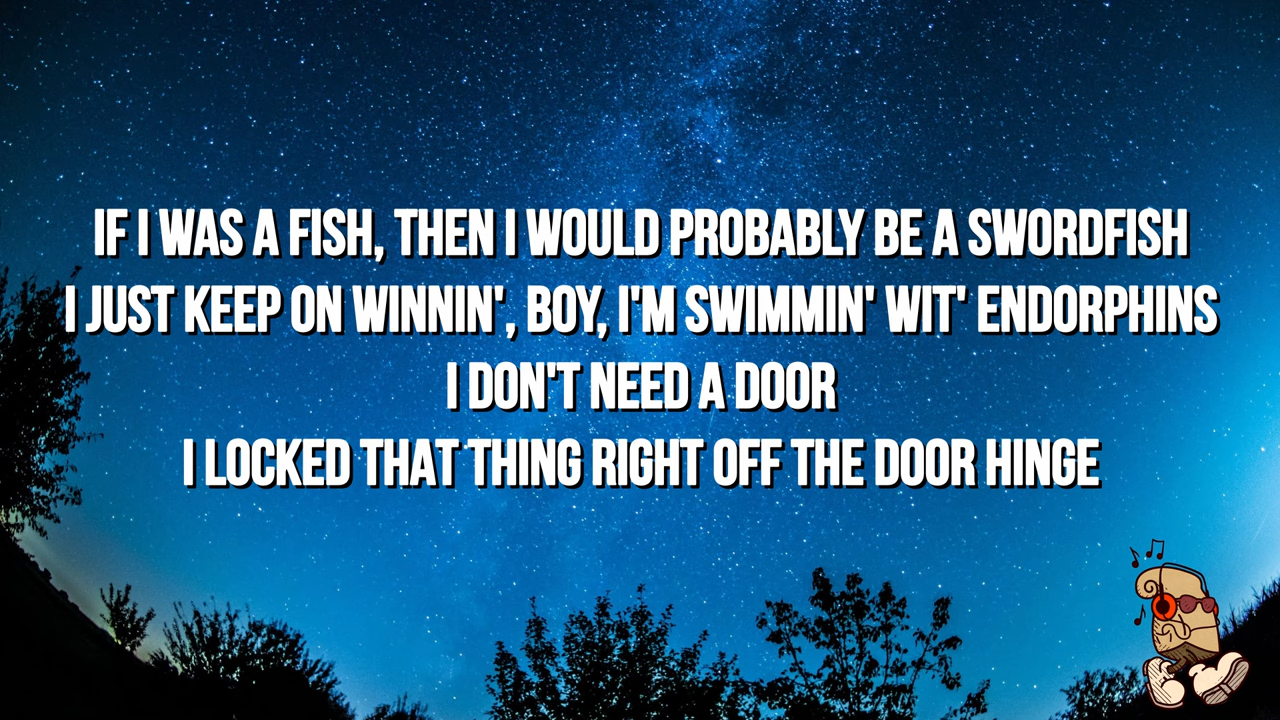 IF I WAS A FISH, THEN I WOULD PROBABLY BE A SWORDFISH
I JUST KEEP ON WINNIN', BOY, I'M SWIMMIN' WIT' ENDORPHINS
I DON'T NEED A DOOR
I LOCKED THAT THING RIGHT OFF THE DOOR HINGE